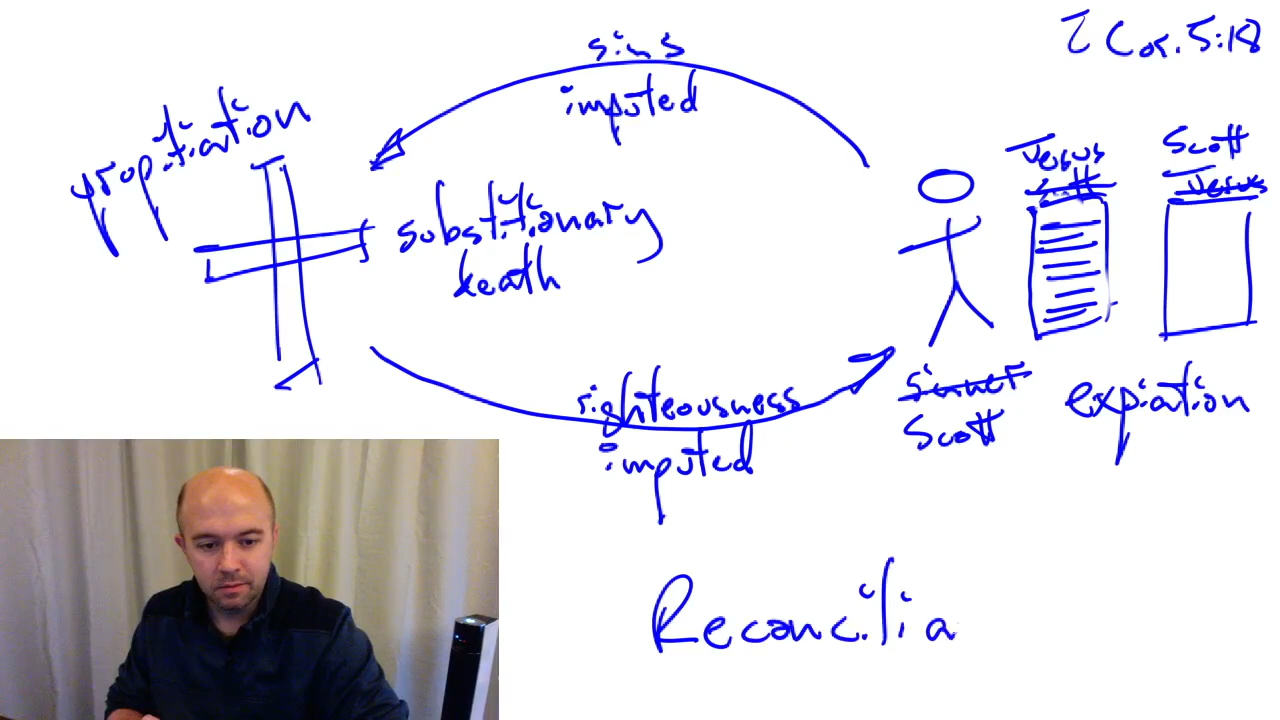 2 Cor. 5:18
sins
imputed
propitiation
substitutionary
death
Jesus
Scott
Scott
Jesus
righteousness
imputed
sinner
Scott
expiation
Reconcilia